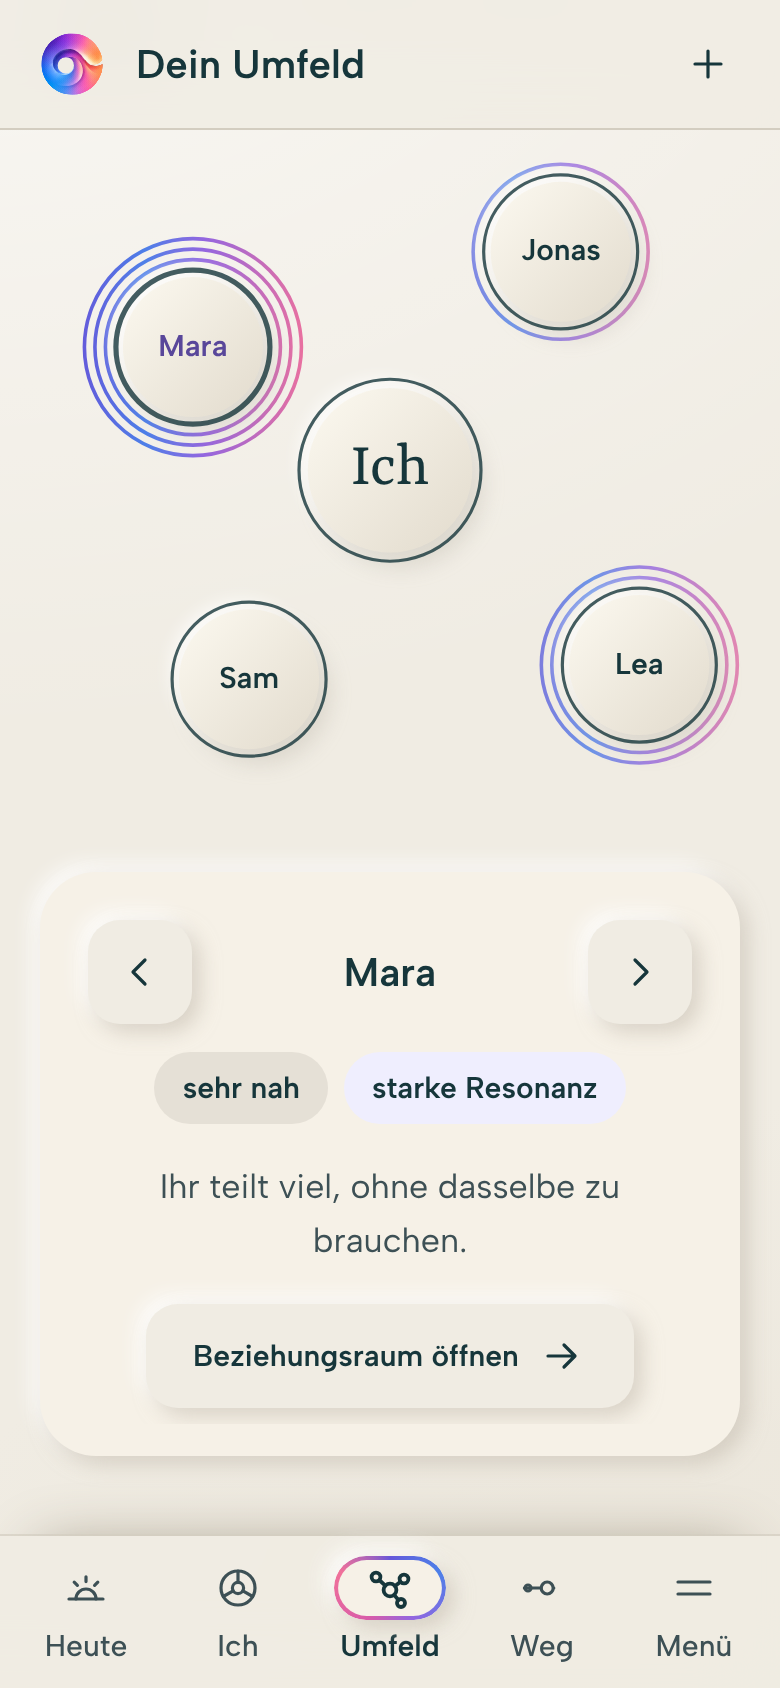 Dein Umfeld
Jonas
Mara
Ich
Lea
Sam
Mara
sehr nah
starke Resonanz
Ihr teilt viel, ohne dasselbe zu
brauchen.
Beziehungsraum öffnen
Heute
Ich
Umfeld
Weg
Menü